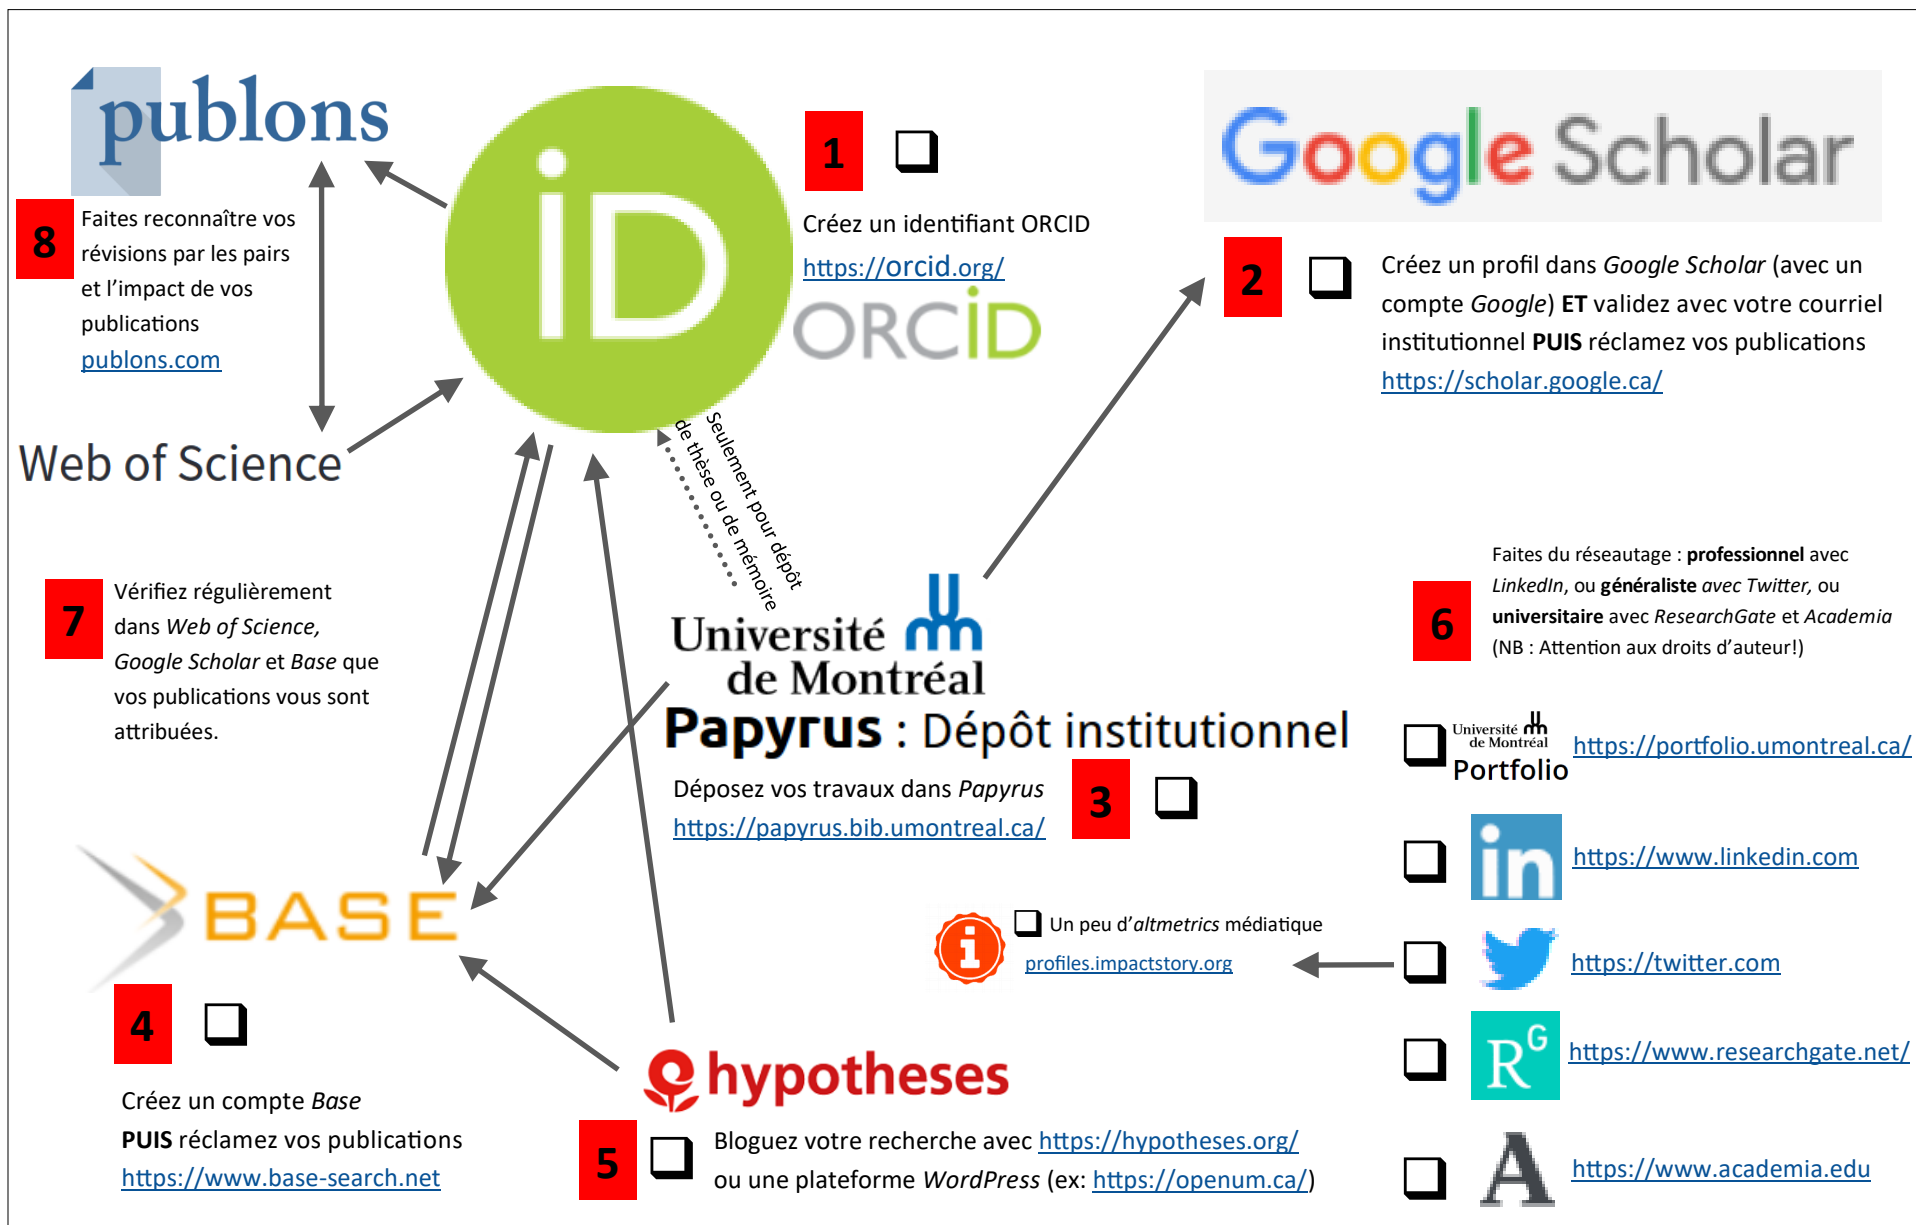 publons
8
Faites reconnaître vos
révisions par les pairs
et l'impact de vos
publications
publons.com
iD
1
Créez un identifiant ORCID
https://orcid.org/
ORCiD
Google Scholar
2
Créez un profil dans Google Scholar (avec un
compte Google) ET validez avec votre courriel
institutionnel PUIS réclamez vos publications
https://scholar.google.ca/
Web of Science
Seulement pour dépôt
de thèse ou de mémoire
7
Vérifiez régulièrement
dans Web of Science,
Google Scholar et Base que
vos publications vous sont
attribuées.
Université
de Montréal
Papyrus : Dépôt institutionnel
Déposez vos travaux dans Papyrus
https://papyrus.bib.umontreal.ca/
3
6
Faites du réseautage : professionnel avec
LinkedIn, ou généraliste avec Twitter, ou
universitaire avec ResearchGate et Academia
(NB : Attention aux droits d'auteur!)
Université
de Montréal
Portfolio
https://portfolio.umontreal.ca/
in
https://www.linkedin.com
https://twitter.com
RG
https://www.researchgate.net/
A
https://www.academia.edu
i
Un peu d'altmetrics médiatique
profiles.impactstory.org
BASE
4
Créez un compte Base
PUIS réclamez vos publications
https://www.base-search.net
hypotheses
5
Bloguez votre recherche avec https://hypotheses.org/
ou une plateforme WordPress (ex: https://openum.ca/)